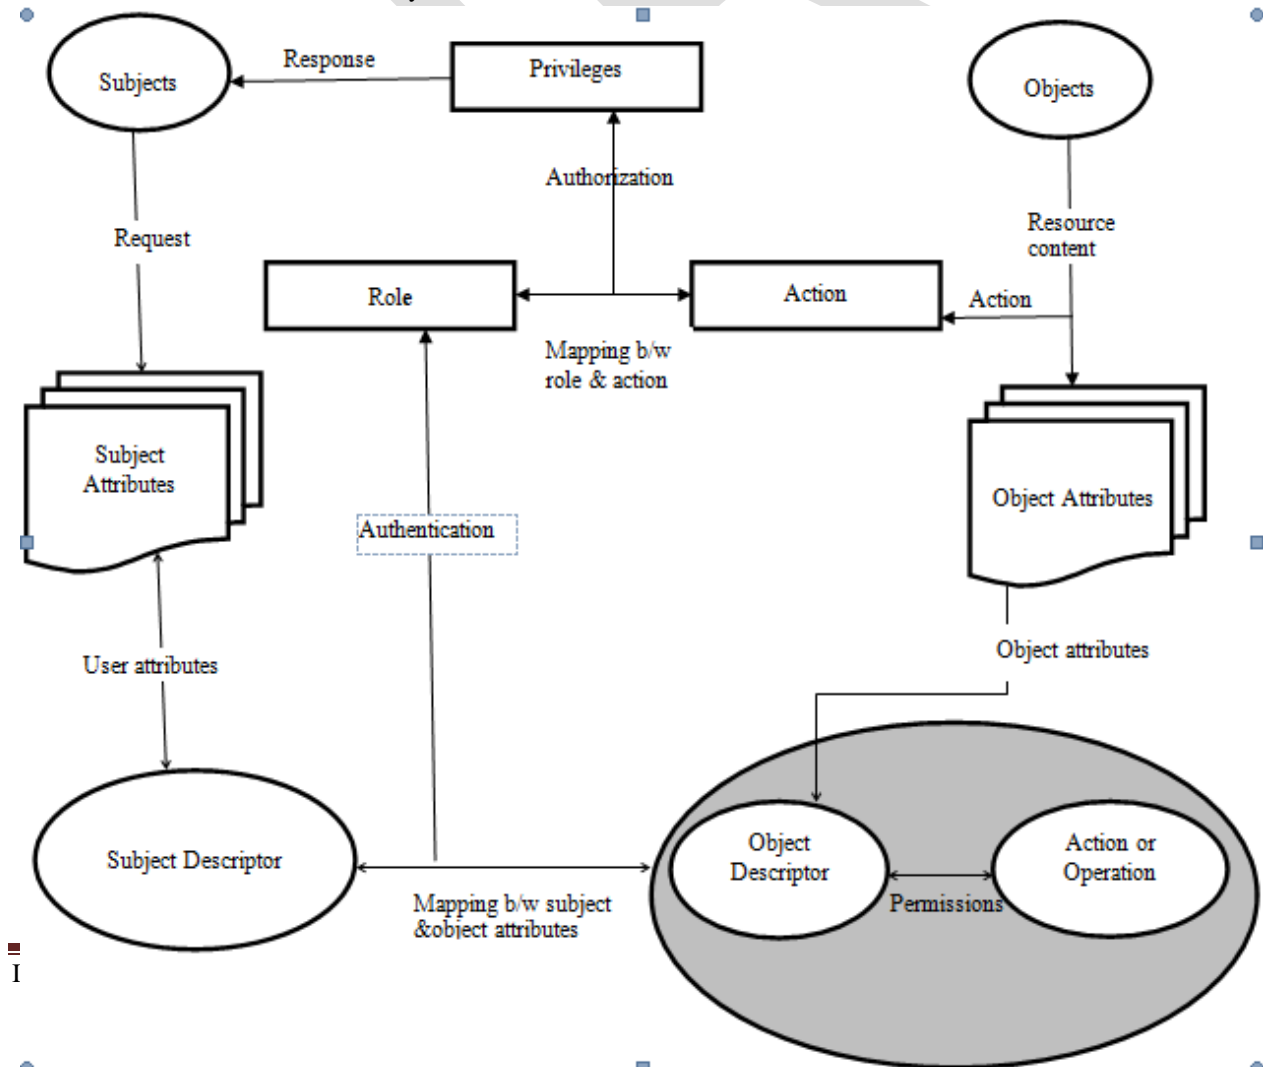 Subjects
Response
Privileges
Objects
Authorization
Request
Resource
content
Role
Action
Action
Mapping b/w
role & action
Subject
Attributes
Authentication
Object Attributes
User attributes
Object attributes
Subject Descriptor
Object
Descriptor
Action or
Operation
Permissions
Mapping b/w subject
&object attributes
I